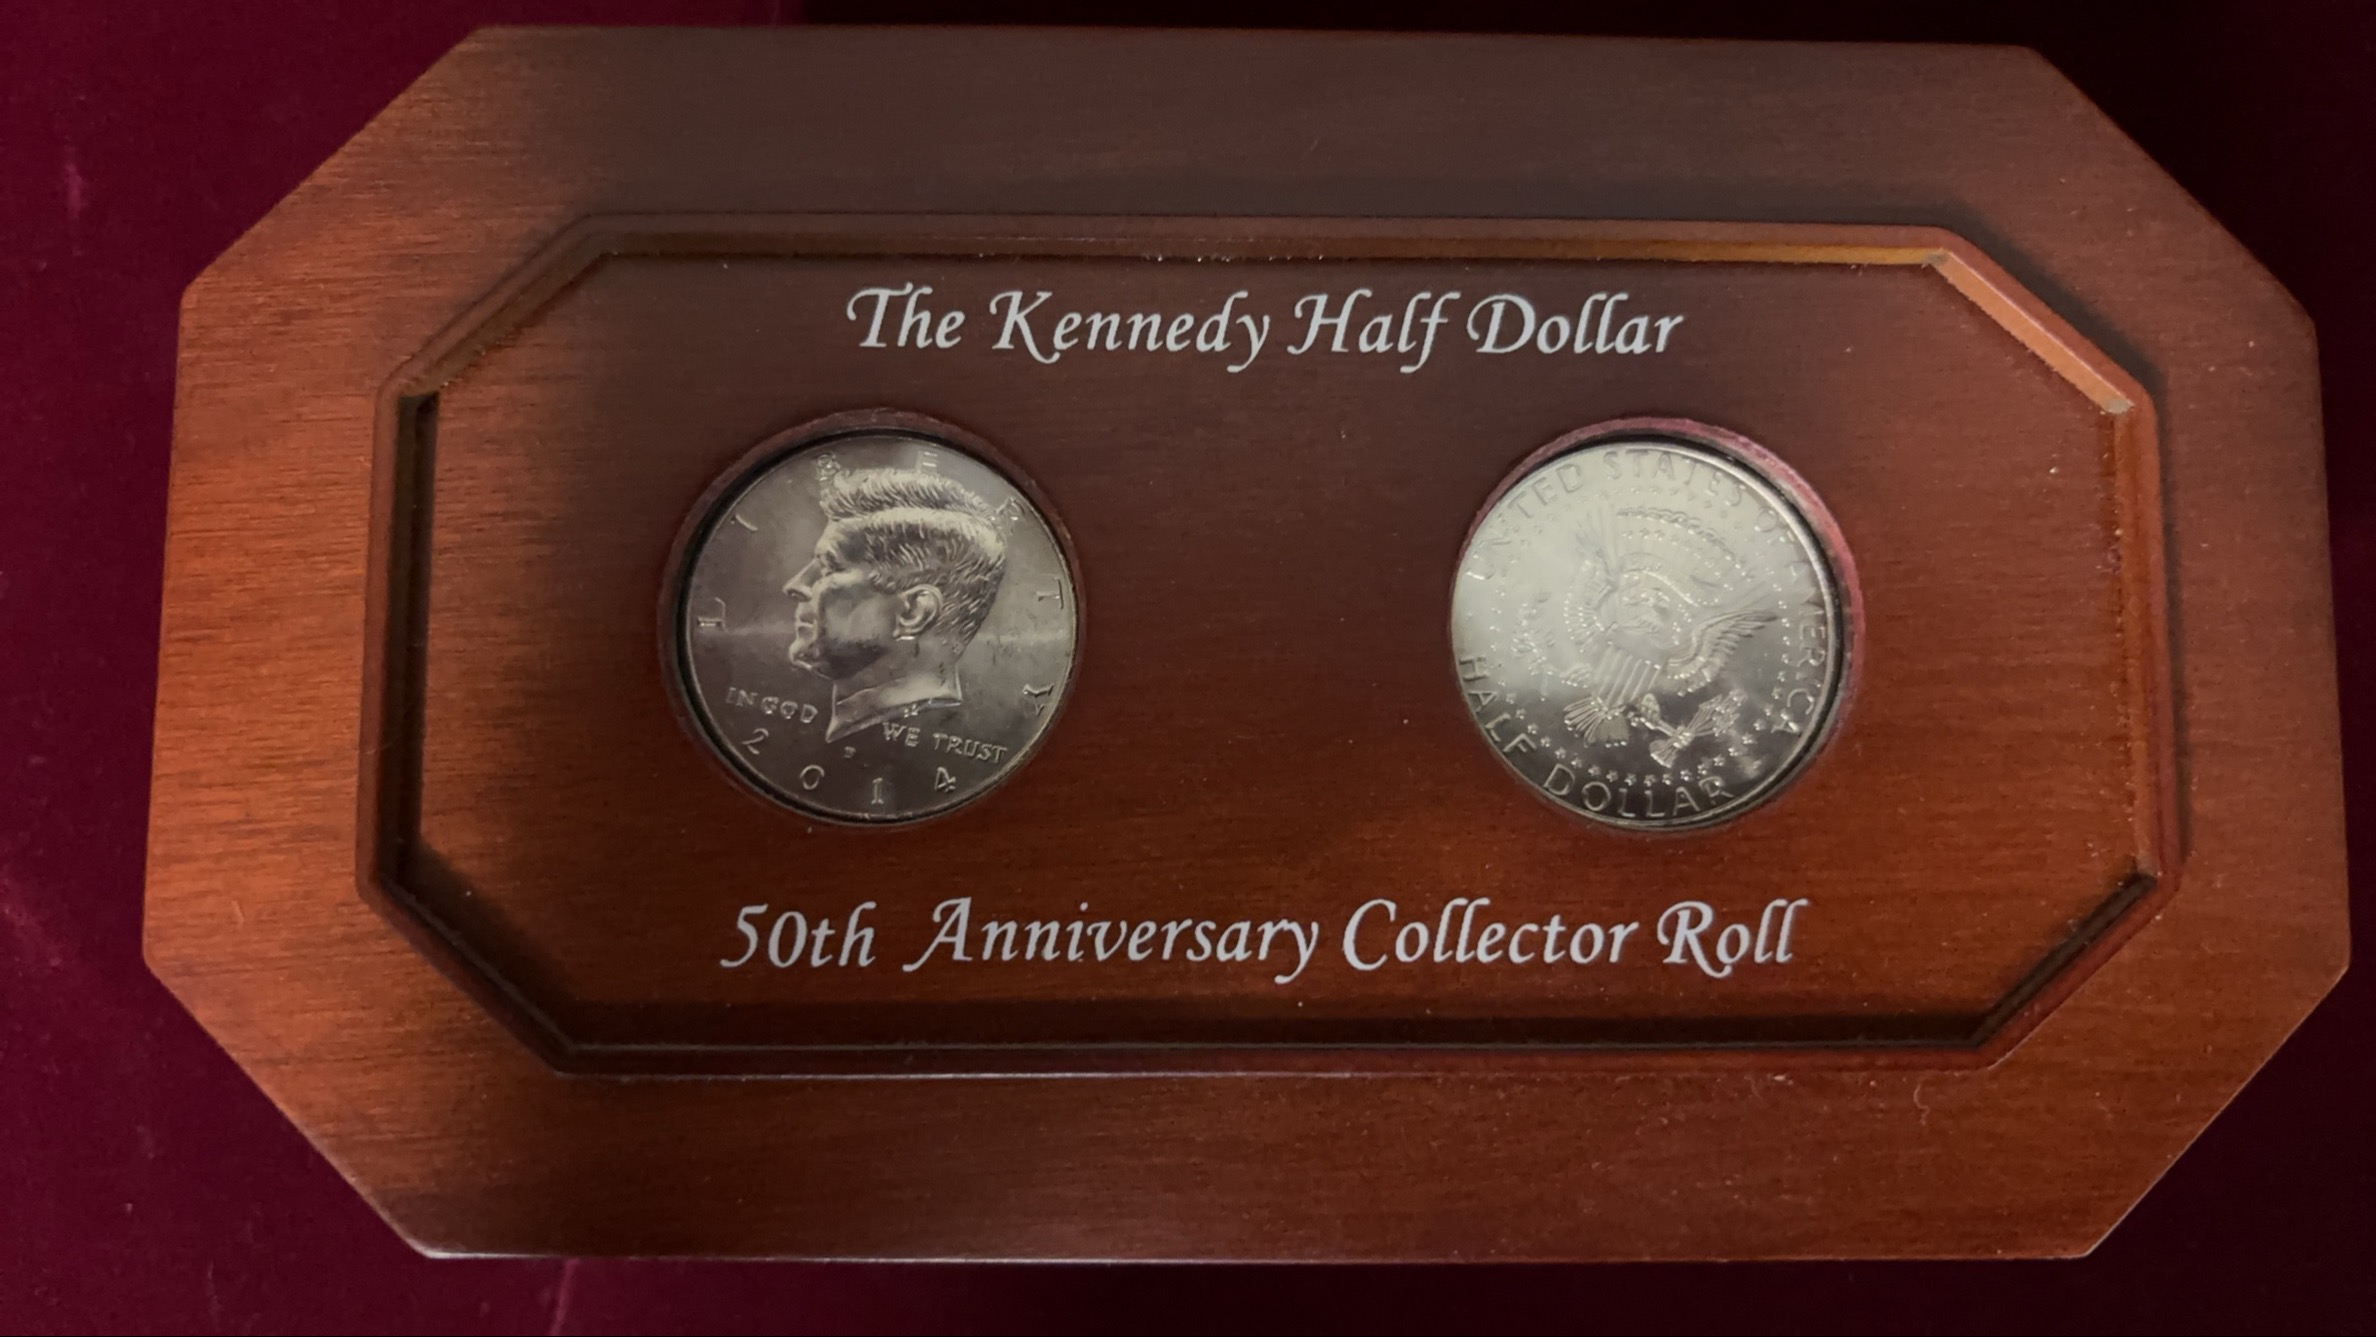 The Kennedy Half Dollar
LIBERTY
IN GOD WE TRUST
2014
UNITED STATES OF AMERICA
HALF DOLLAR
50th Anniversary Collector Roll